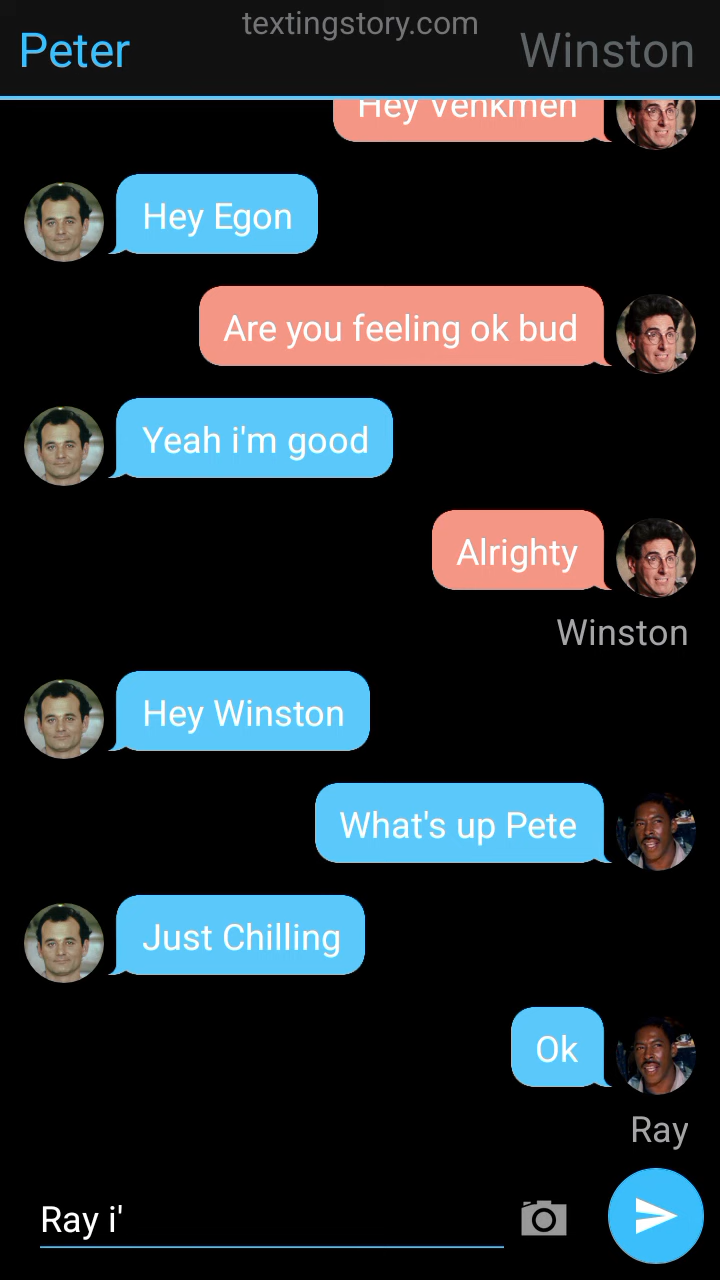 textingstory.com
Peter
Winston
Hey Venkmen
Hey Egon
Are you feeling ok bud
Yeah i'm good
Alrighty
Winston
Hey Winston
What's up Pete
Just Chilling
Ok
Ray
Ray i'